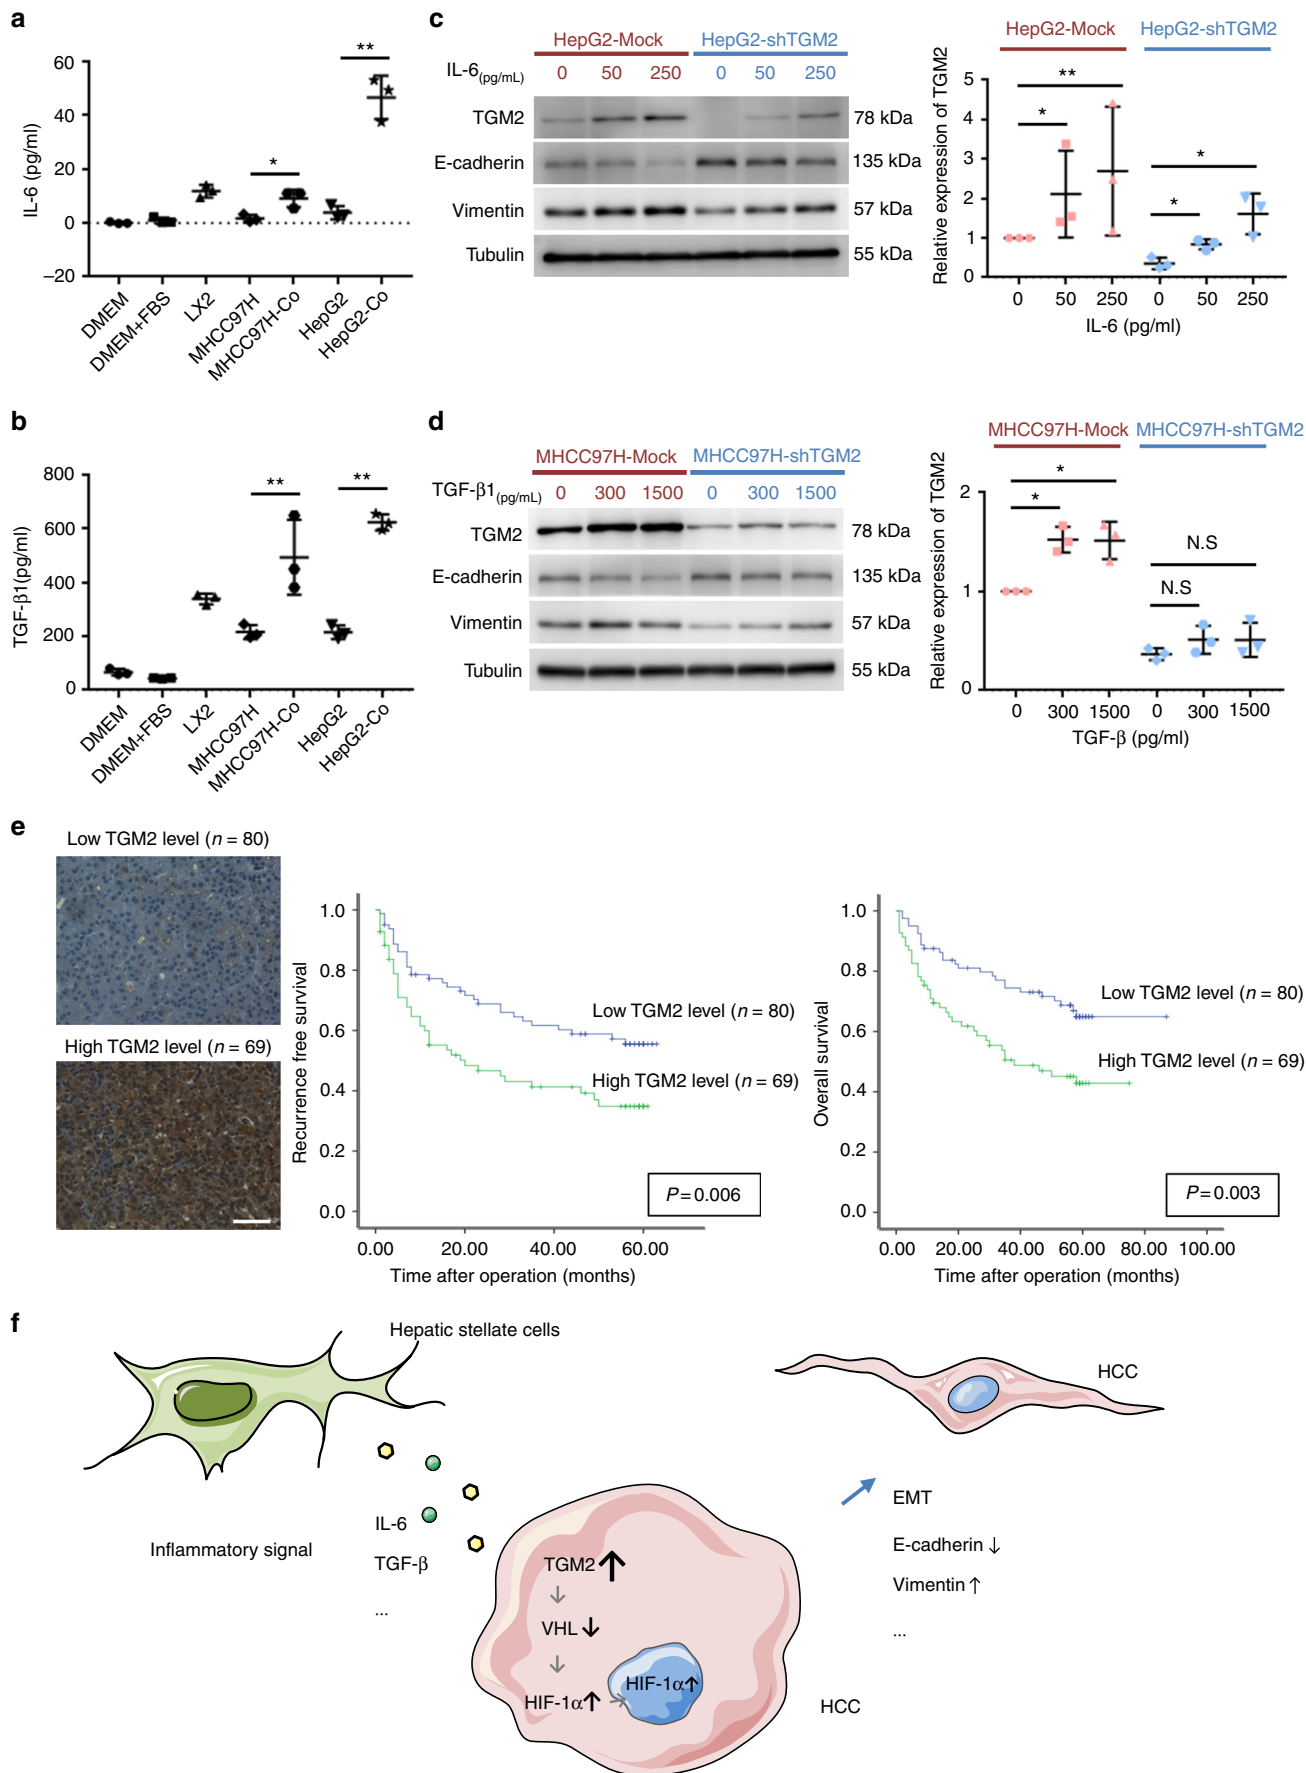 a
60
40
20
0
–20
IL-6 (pg/ml)
*
**
DMEM
DMEM+FBS
LX2
MHCC97H
MHCC97H-Co
HepG2
HepG2-Co
b
800
600
400
200
0
TGF-β1(pg/ml)
**
**
DMEM
DMEM+FBS
LX2
MHCC97H
MHCC97H-Co
HepG2
HepG2-Co
c
HepG2-Mock HepG2-shTGM2
IL-6(pg/mL) 0 50 250 0 50 250
TGM2 78 kDa
E-cadherin 135 kDa
Vimentin 57 kDa
Tubulin 55 kDa
HepG2-Mock HepG2-shTGM2
Relative expression of TGM2
5
4
3
2
1
0
**
*
*
*
0 50 250 0 50 250
IL-6 (pg/ml)
d
MHCC97H-Mock MHCC97H-shTGM2
TGF-β1(pg/mL) 0 300 1500 0 300 1500
TGM2 78 kDa
E-cadherin 135 kDa
Vimentin 57 kDa
Tubulin 55 kDa
MHCC97H-Mock MHCC97H-shTGM2
Relative expression of TGM2
2
1
0
*
*
N.S
N.S
0 300 1500 0 300 1500
TGF-β (pg/ml)
e
Low TGM2 level (n = 80)
High TGM2 level (n = 69)
Recurrence free survival
1.0
0.8
0.6
0.4
0.2
0.0
Low TGM2 level (n = 80)
High TGM2 level (n = 69)
P = 0.006
0.00 20.00 40.00 60.00
Time after operation (months)
Overall survival
1.0
0.8
0.6
0.4
0.2
0.0
Low TGM2 level (n = 80)
High TGM2 level (n = 69)
P = 0.003
0.00 20.00 40.00 60.00 80.00 100.00
Time after operation (months)
f
Hepatic stellate cells
HCC
Inflammatory signal
IL-6
TGF-β
...
TGM2 ↑
↓
VHL ↓
↓
HIF-1α ↑ → HIF-1α ↑
HCC
EMT
E-cadherin ↓
Vimentin ↑
...